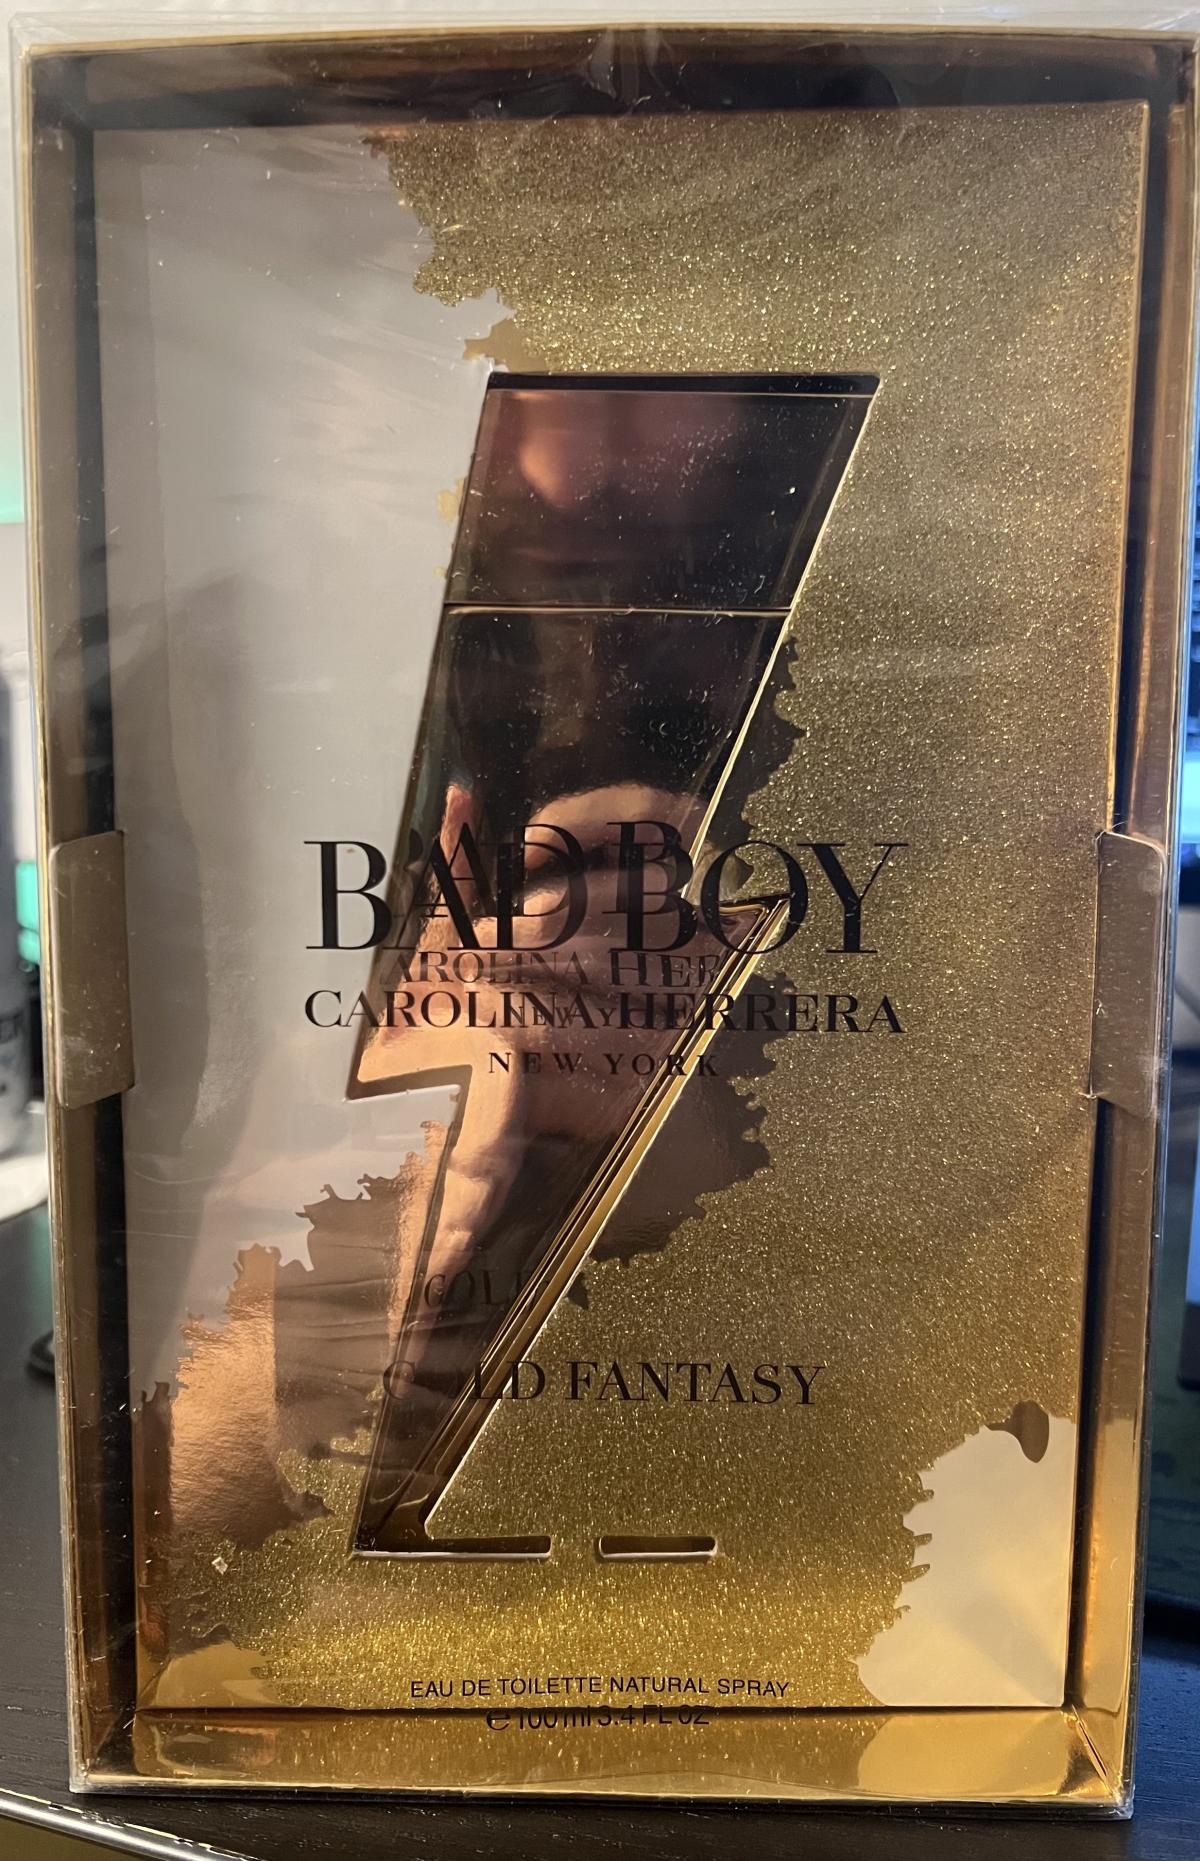 BAD BOY
CAROLINA HERRERA
NEW YORK
GOLD FANTASY
EAU DE TOILETTE NATURAL SPRAY
e 100 ml 3.4 FL OZ